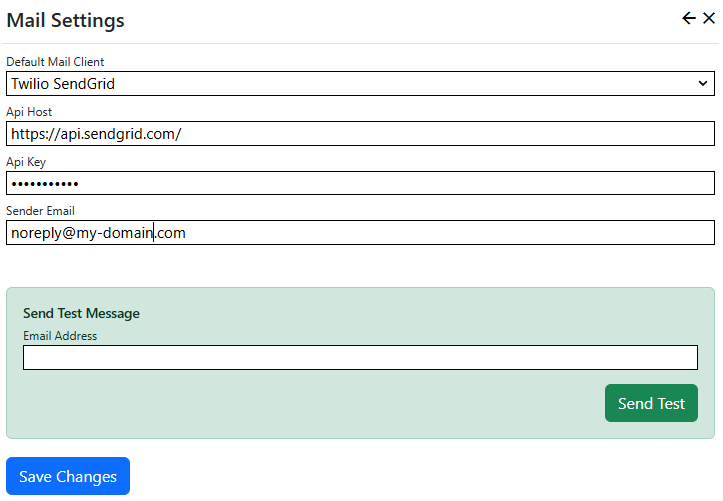 Mail Settings
Default Mail Client
Twilio SendGrid
Api Host
https://api.sendgrid.com/
Api Key
•••••••••••
Sender Email
noreply@my-domain.com
Send Test Message
Email Address
Send Test
Save Changes